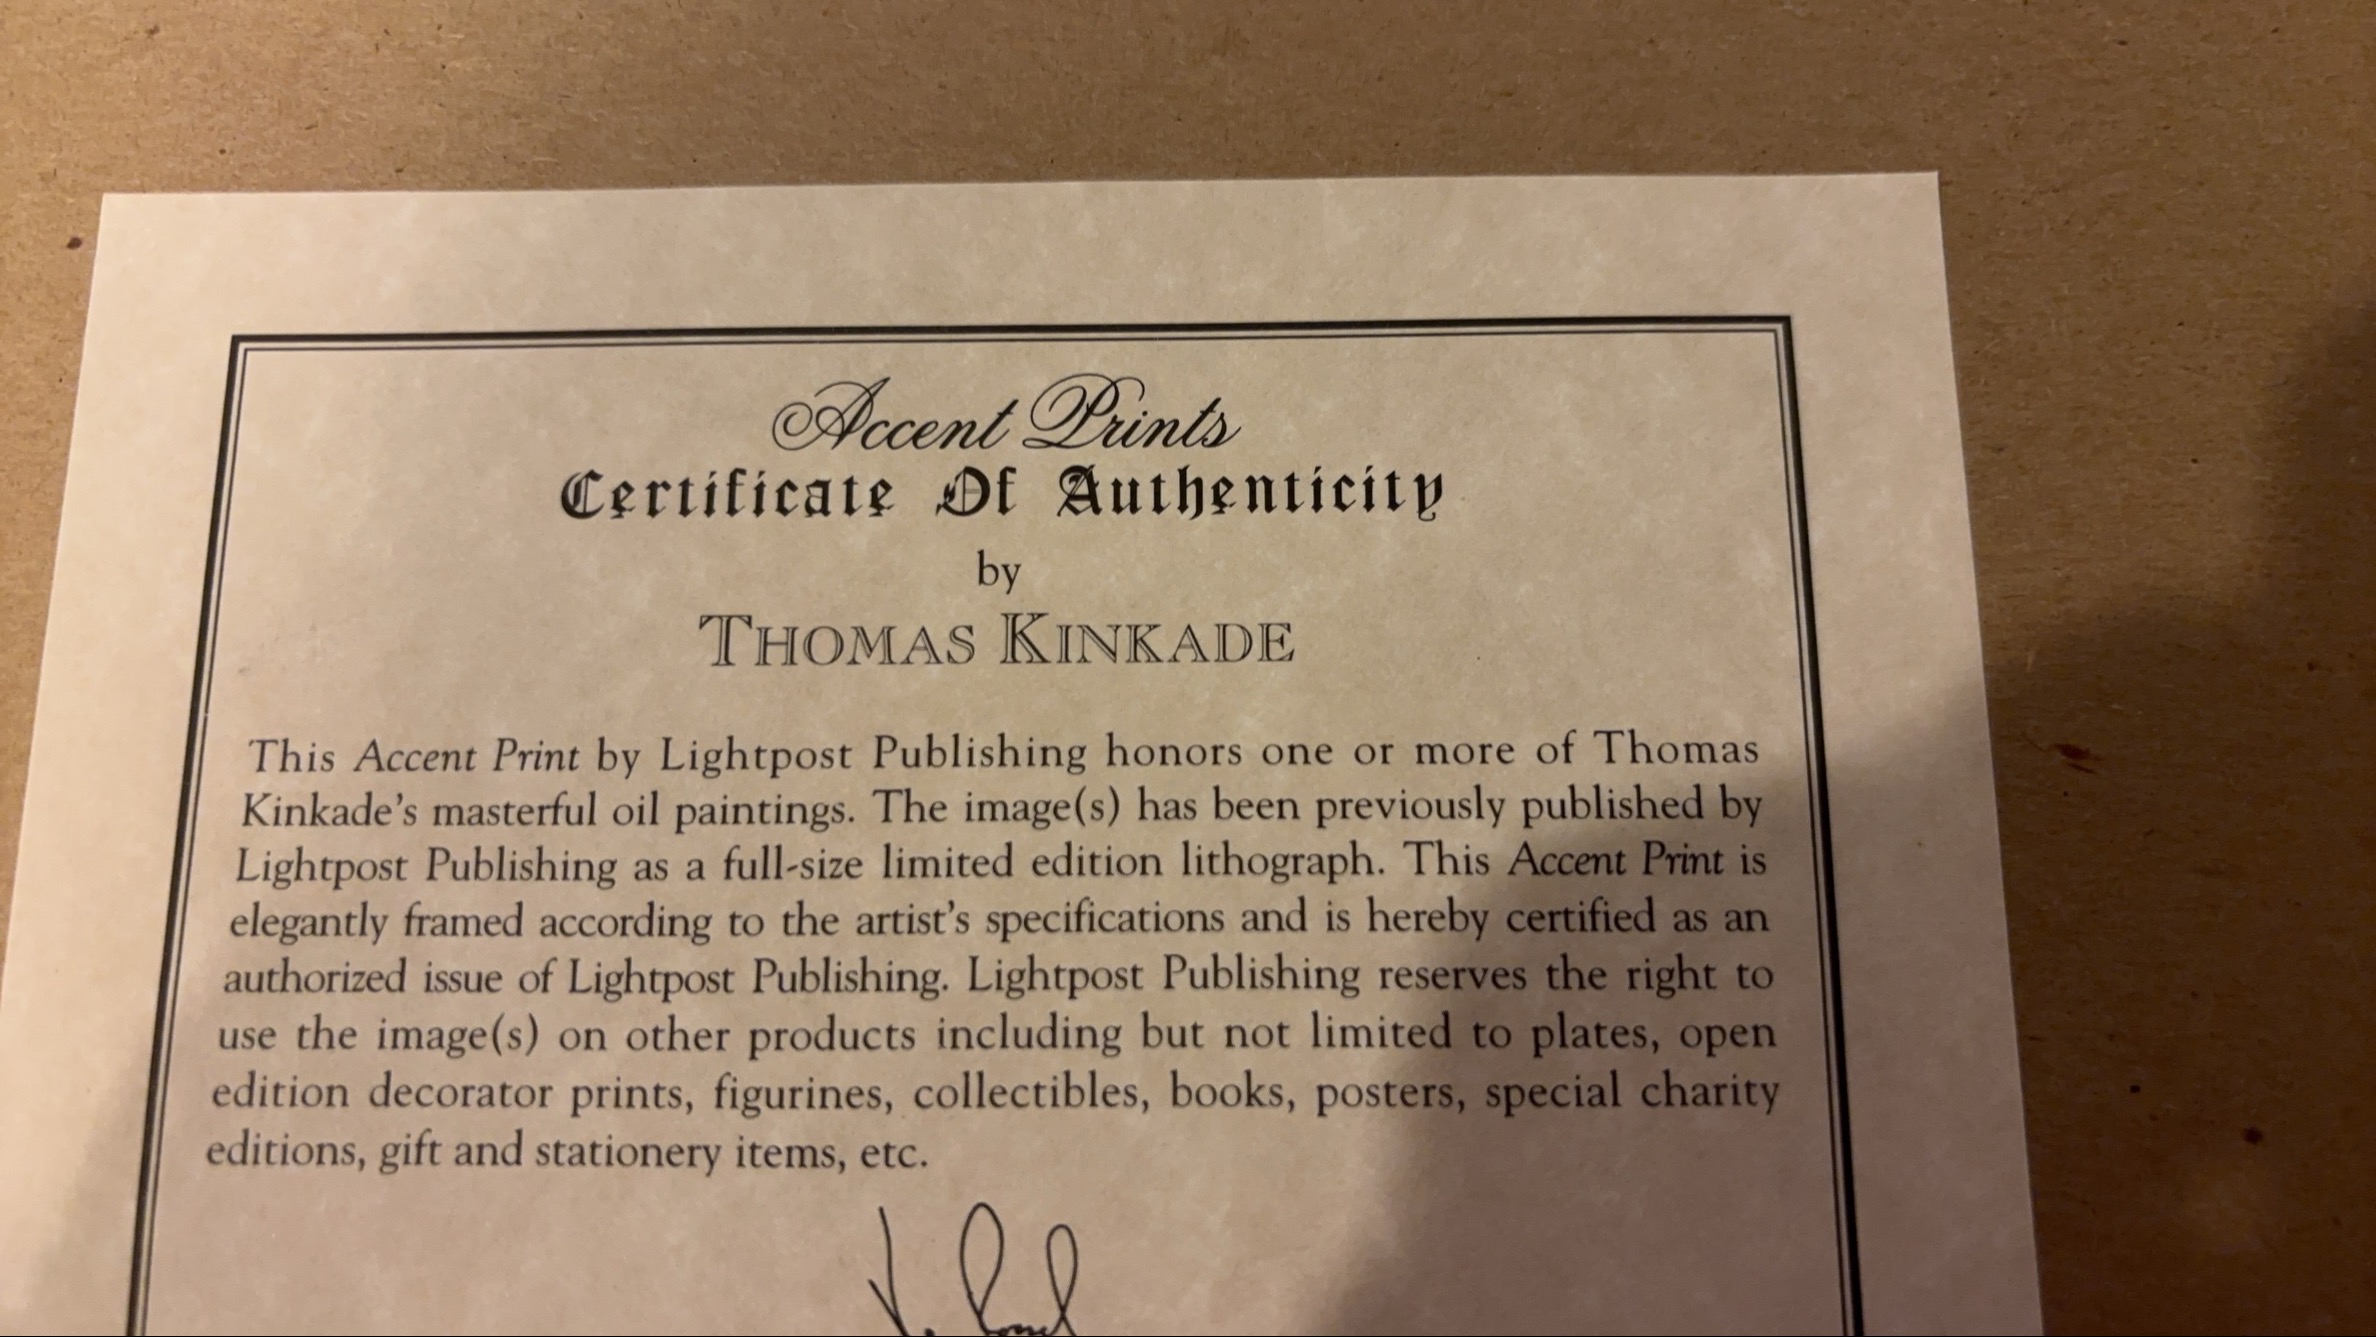 Accent Prints
Certificate Of Authenticity
by
THOMAS KINKADE
This Accent Print by Lightpost Publishing honors one or more of Thomas
Kinkade's masterful oil paintings. The image(s) has been previously published by
Lightpost Publishing as a full-size limited edition lithograph. This Accent Print is
elegantly framed according to the artist's specifications and is hereby certified as an
authorized issue of Lightpost Publishing. Lightpost Publishing reserves the right to
use the image(s) on other products including but not limited to plates, open
edition decorator prints, figurines, collectibles, books, posters, special charity
editions, gift and stationery items, etc.